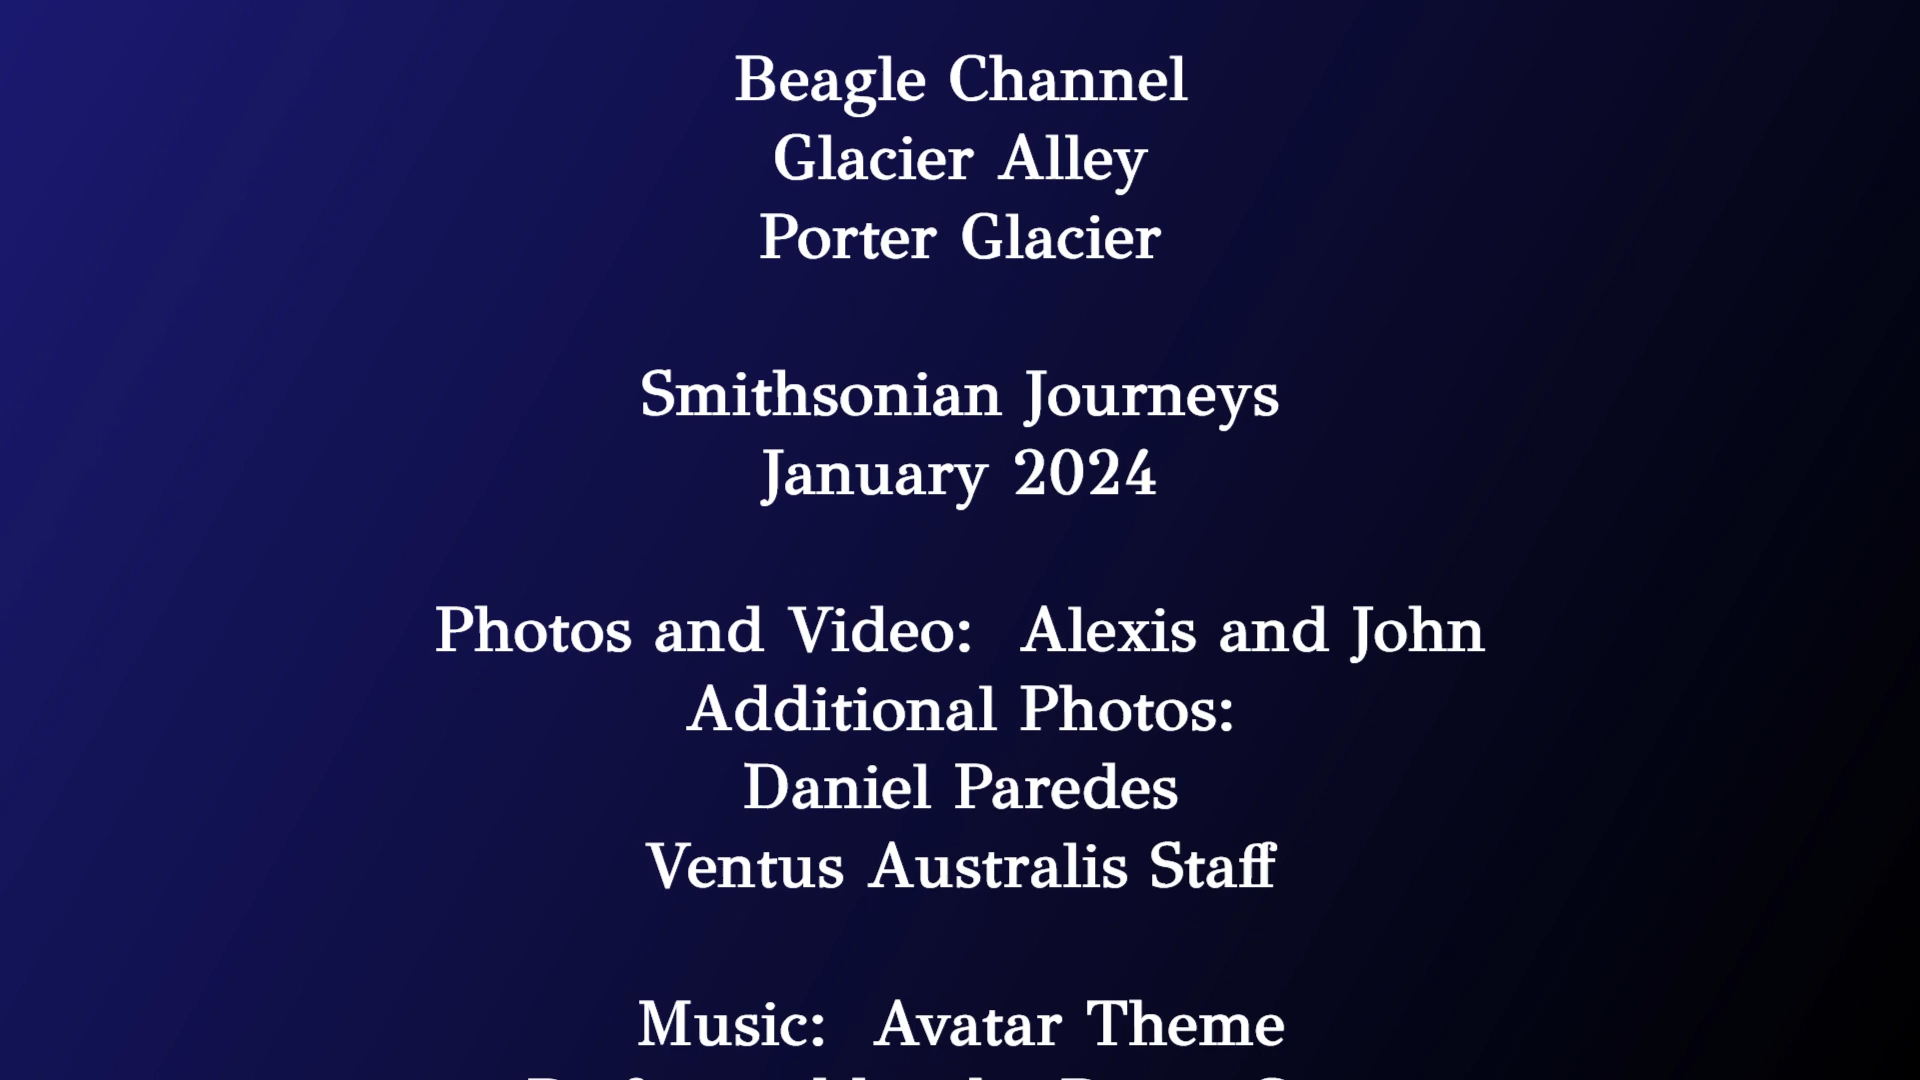 Beagle Channel
Glacier Alley
Porter Glacier
Smithsonian Journeys
January 2024
Photos and Video:  Alexis and John
Additional Photos:
Daniel Paredes
Ventus Australis Staff
Music:  Avatar Theme